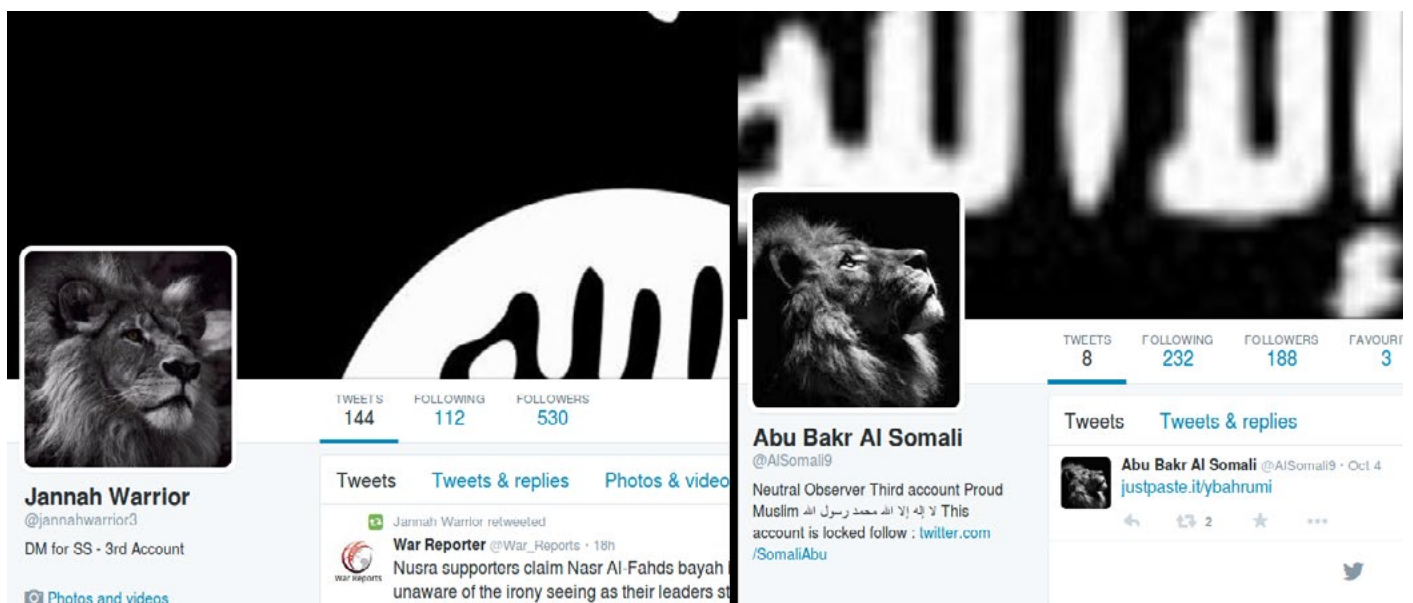 TWEETS FOLLOWING FOLLOWERS
144 112 530
Jannah Warrior
@jannahwarrior3
DM for SS - 3rd Account
Photos and videos
Tweets Tweets & replies Photos & video
Jannah Warrior retweeted
War Reporter @War_Reports · 18h
War Reports
Nusra supporters claim Nasr Al-Fahds bayah
unaware of the irony seeing as their leaders st
الله
TWEETS FOLLOWING FOLLOWERS FAVOURI
8 232 188 3
Abu Bakr Al Somali
@AlSomali9
Neutral Observer Third account Proud
Muslim لا إله إلا الله محمد رسول الله This
account is locked follow : twitter.com
/SomaliAbu
Tweets Tweets & replies
Abu Bakr Al Somali @AlSomali9 · Oct 4
justpaste.it/ybahrumi
2